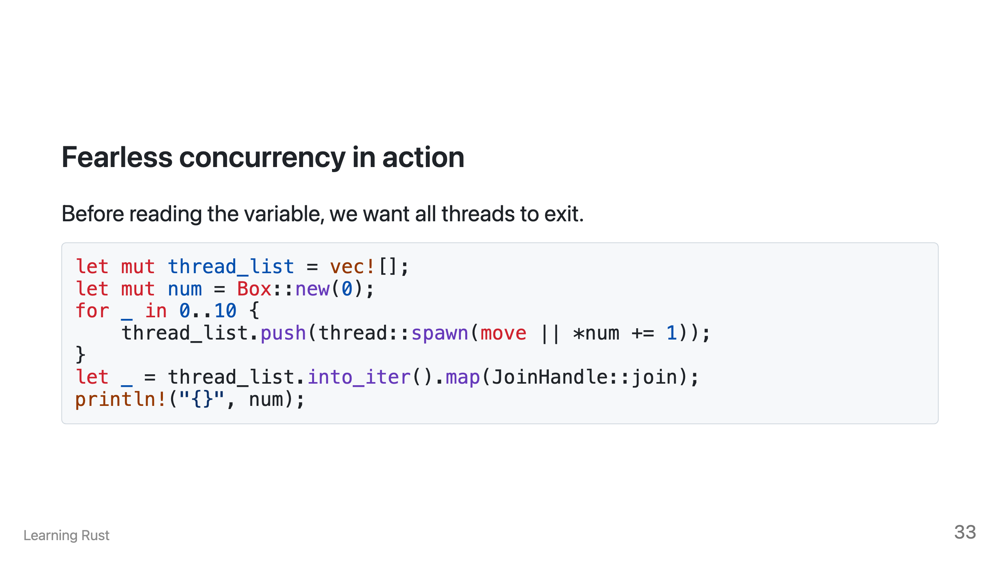 Fearless concurrency in action
Before reading the variable, we want all threads to exit.
let mut thread_list = vec![];
let mut num = Box::new(0);
for _ in 0..10 {
    thread_list.push(thread::spawn(move || *num += 1));
}
let _ = thread_list.into_iter().map(JoinHandle::join);
println!("{}", num);
Learning Rust
33